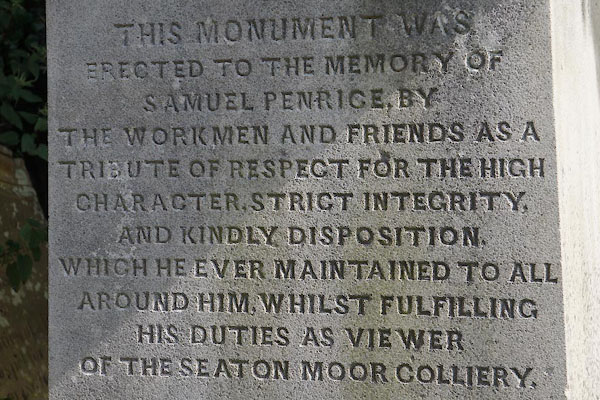 THIS MONUMENT WAS
ERECTED TO THE MEMORY OF
SAMUEL PENRICE, BY
THE WORKMEN AND FRIENDS AS A
TRIBUTE OF RESPECT FOR THE HIGH
CHARACTER, STRICT INTEGRITY,
AND KINDLY DISPOSITION,
WHICH HE EVER MAINTAINED TO ALL
AROUND HIM, WHILST FULFILLING
HIS DUTIES AS VIEWER
OF THE SEATON MOOR COLLIERY.